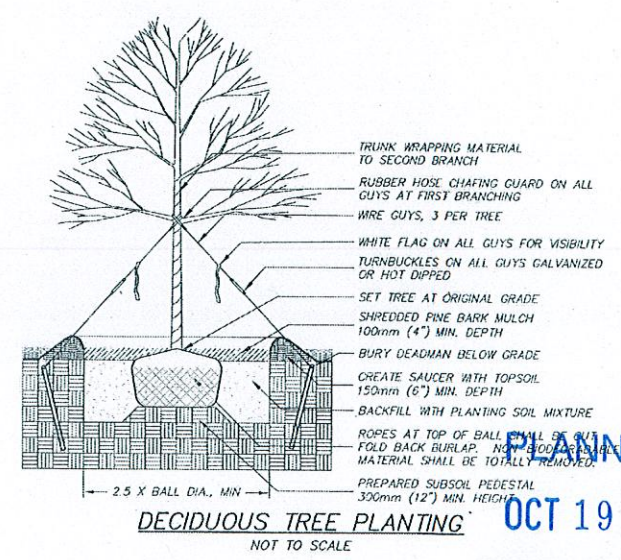 TRUNK WRAPPING MATERIAL
TO SECOND BRANCH
RUBBER HOSE CHAFING GUARD ON ALL
GUYS AT FIRST BRANCHING
WIRE GUYS, 3 PER TREE
WHITE FLAG ON ALL GUYS FOR VISIBILITY
TURNBUCKLES ON ALL GUYS GALVANIZED
OR HOT DIPPED
SET TREE AT ORIGINAL GRADE
SHREDDED PINE BARK MULCH
100mm (4") MIN. DEPTH
BURY DEADMAN BELOW GRADE
CREATE SAUCER WITH TOPSOIL
150mm (6") MIN. DEPTH
BACKFILL WITH PLANTING SOIL MIXTURE
ROPES AT TOP OF BALL SHALL BE CUT.
FOLD BACK BURLAP. NON-BIODEGRADABLE
MATERIAL SHALL BE TOTALLY REMOVED.
PLANN
PREPARED SUBSOIL PEDESTAL
300mm (12") MIN. HEIGHT
2.5 X BALL DIA., MIN
OCT 19
DECIDUOUS TREE PLANTING
NOT TO SCALE